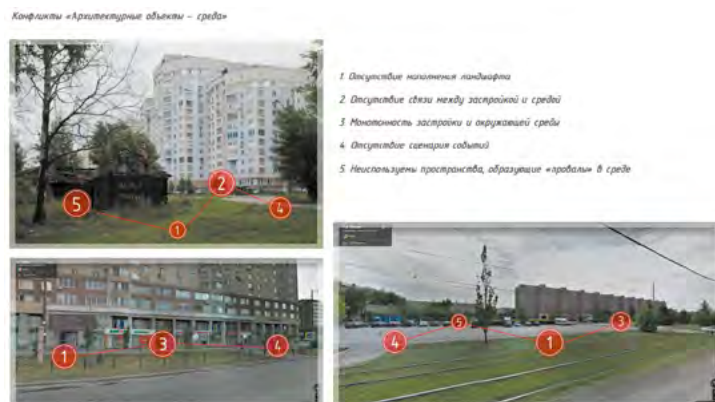 Конфликты «Архитектурные объекты – среда»
1. Отсутствие наполнения ландшафта
2. Отсутствие связи между застройкой и средой
3. Монотонность застройки и окружающей среды
4. Отсутствие сценария событий
5. Неиспользуемы пространства, образующие «провалы» в среде
5
1
2
4
1
3
4
4
5
1
3